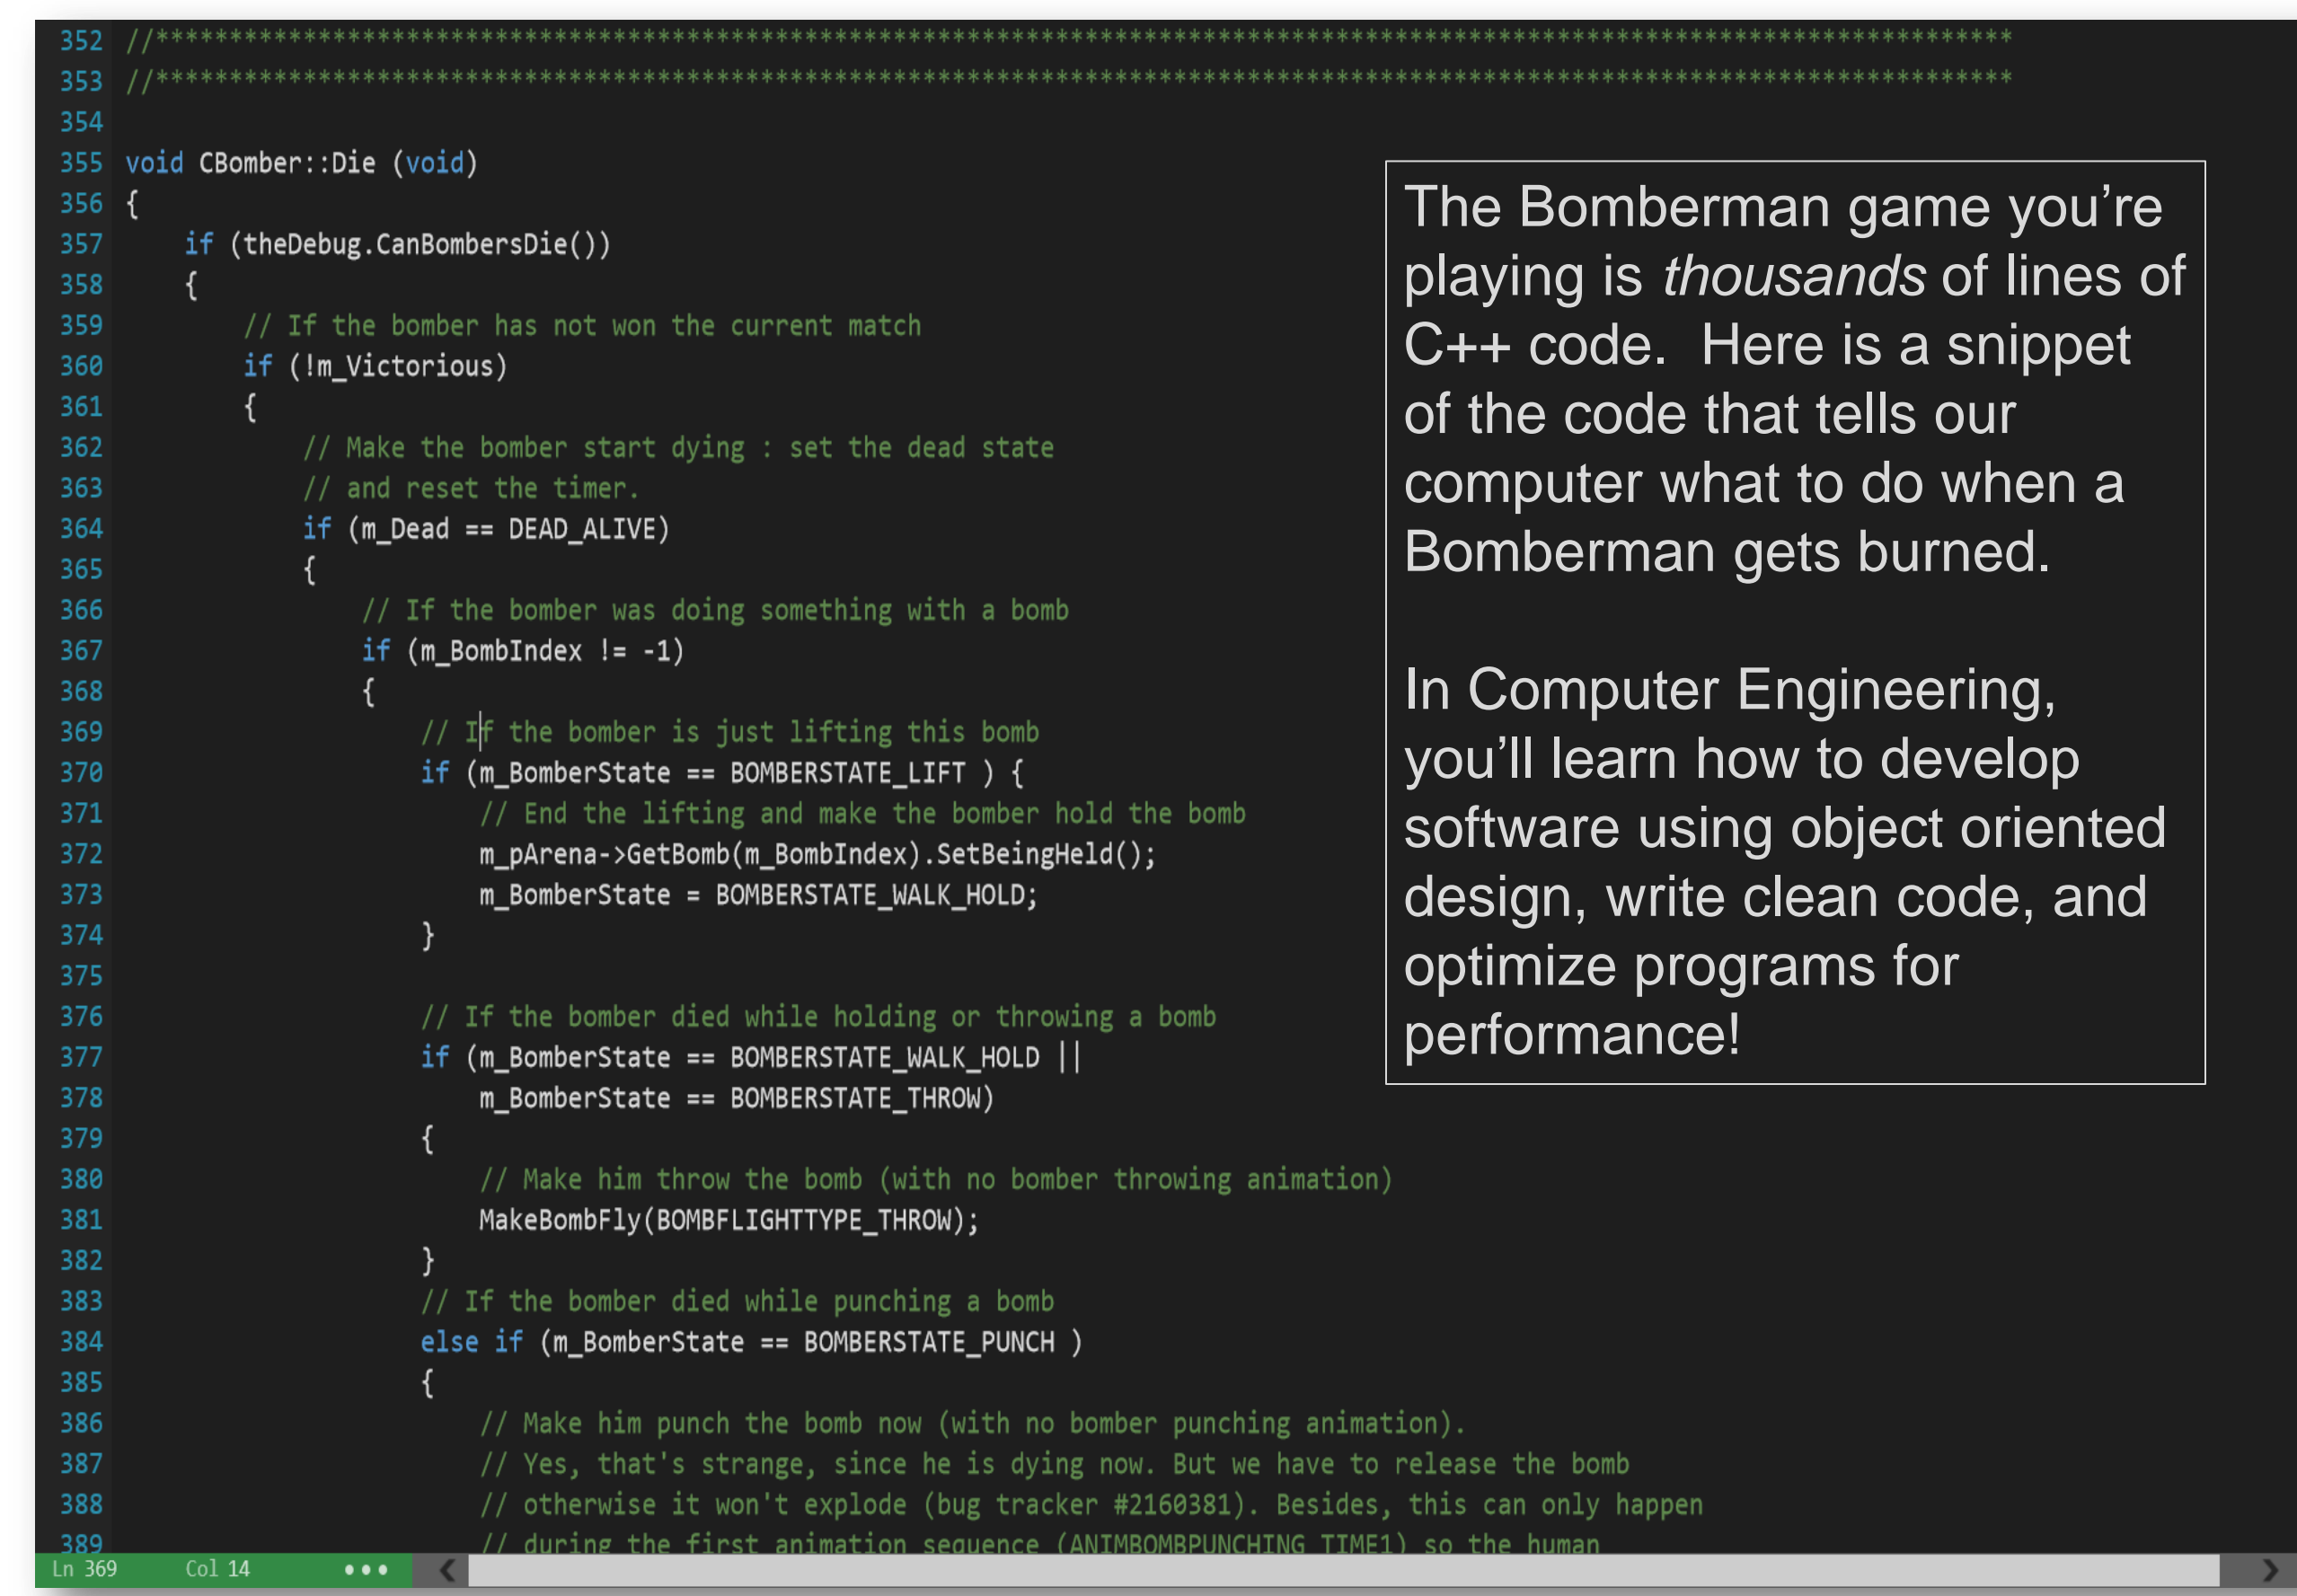 352 //******************************************************************************************************************************
353 //******************************************************************************************************************************
354
355 void CBomber::Die (void)
356 {
357     if (theDebug.CanBombersDie())
358     {
359         // If the bomber has not won the current match
360         if (!m_Victorious)
361         {
362             // Make the bomber start dying : set the dead state
363             // and reset the timer.
364             if (m_Dead == DEAD_ALIVE)
365             {
366                 // If the bomber was doing something with a bomb
367                 if (m_BombIndex != -1)
368                 {
369                     // If the bomber is just lifting this bomb
370                     if (m_BomberState == BOMBERSTATE_LIFT ) {
371                         // End the lifting and make the bomber hold the bomb
372                         m_pArena->GetBomb(m_BombIndex).SetBeingHeld();
373                         m_BomberState = BOMBERSTATE_WALK_HOLD;
374                     }
375
376                     // If the bomber died while holding or throwing a bomb
377                     if (m_BomberState == BOMBERSTATE_WALK_HOLD ||
378                         m_BomberState == BOMBERSTATE_THROW)
379                     {
380                         // Make him throw the bomb (with no bomber throwing animation)
381                         MakeBombFly(BOMBFLIGHTTYPE_THROW);
382                     }
383                     // If the bomber died while punching a bomb
384                     else if (m_BomberState == BOMBERSTATE_PUNCH )
385                     {
386                         // Make him punch the bomb now (with no bomber punching animation).
387                         // Yes, that's strange, since he is dying now. But we have to release the bomb
388                         // otherwise it won't explode (bug tracker #2160381). Besides, this can only happen
389                         // during the first animation sequence (ANIMBOMBPUNCHING_TIME1) so the human
Ln 369 Col 14
The Bomberman game you’re
playing is thousands of lines of
C++ code.  Here is a snippet
of the code that tells our
computer what to do when a
Bomberman gets burned.
In Computer Engineering,
you’ll learn how to develop
software using object oriented
design, write clean code, and
optimize programs for
performance!